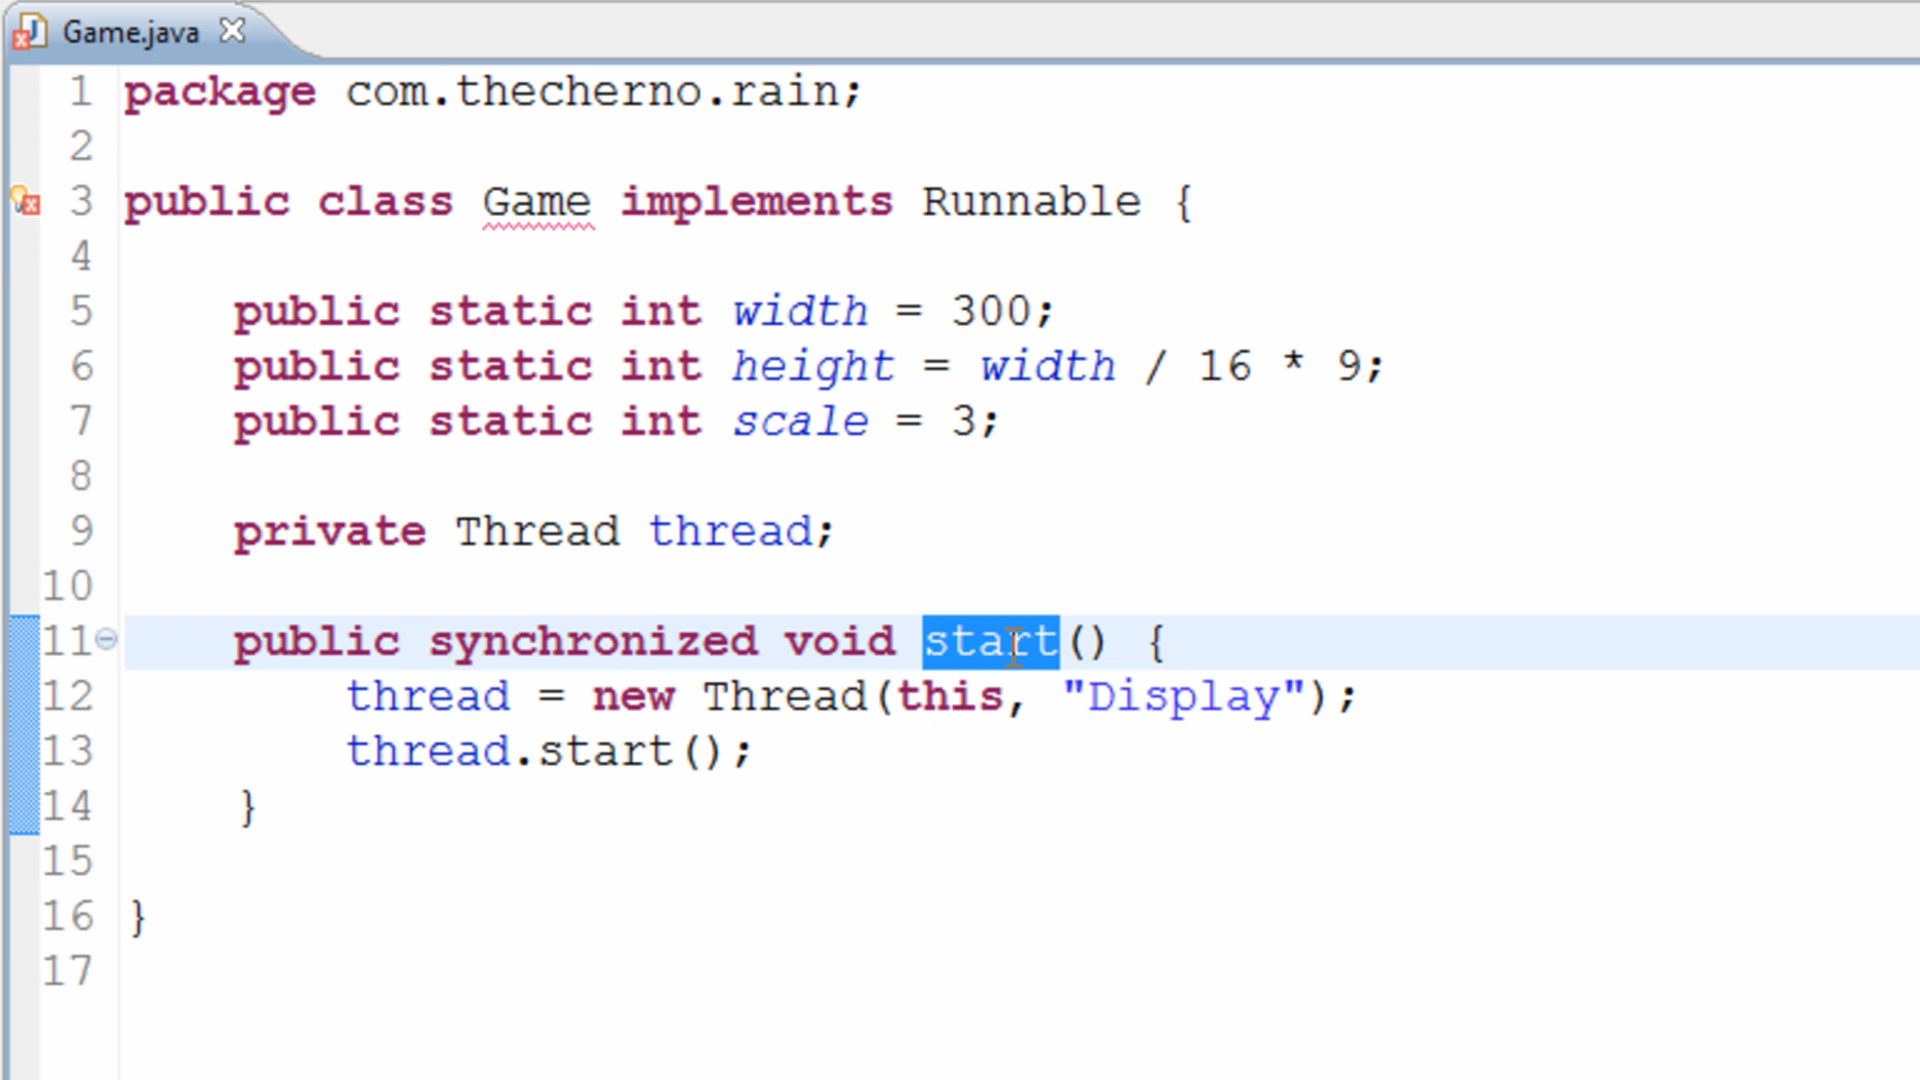 Game.java
1 package com.thecherno.rain;
2
3 public class Game implements Runnable {
4
5     public static int width = 300;
6     public static int height = width / 16 * 9;
7     public static int scale = 3;
8
9     private Thread thread;
10
11     public synchronized void start() {
12         thread = new Thread(this, "Display");
13         thread.start();
14     }
15
16 }
17